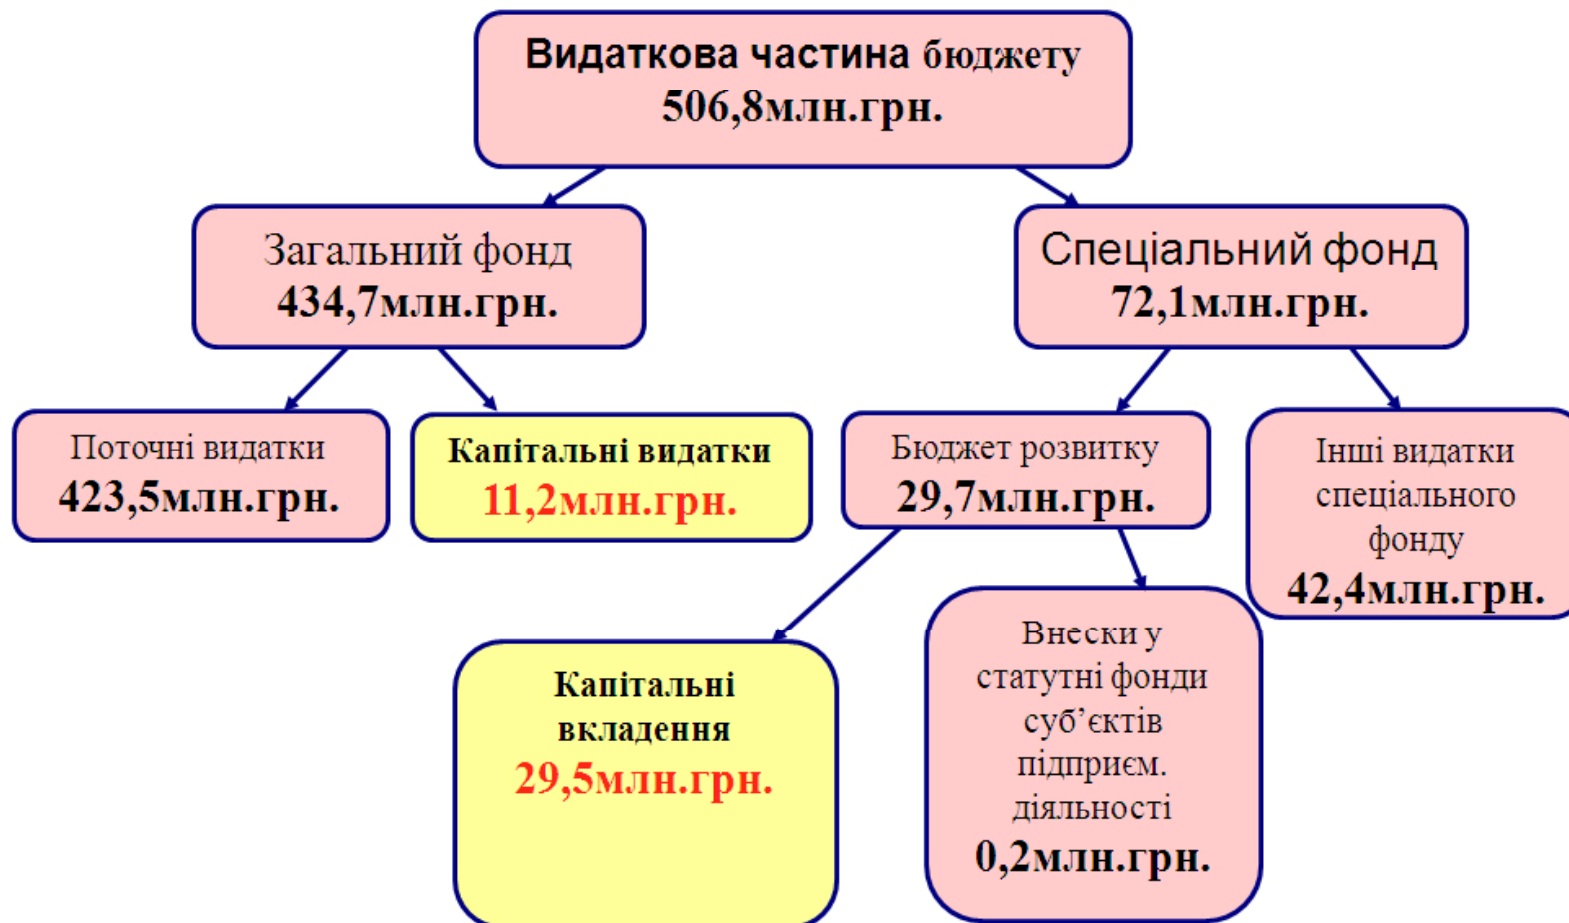 Видаткова частина бюджету
506,8млн.грн.
Загальний фонд
434,7млн.грн.
Спеціальний фонд
72,1млн.грн.
Поточні видатки
423,5млн.грн.
Капітальні видатки
11,2млн.грн.
Бюджет розвитку
29,7млн.грн.
Інші видатки
спеціального
фонду
42,4млн.грн.
Капітальні
вкладення
29,5млн.грн.
Внески у
статутні фонди
суб’єктів
підприєм.
діяльності
0,2млн.грн.